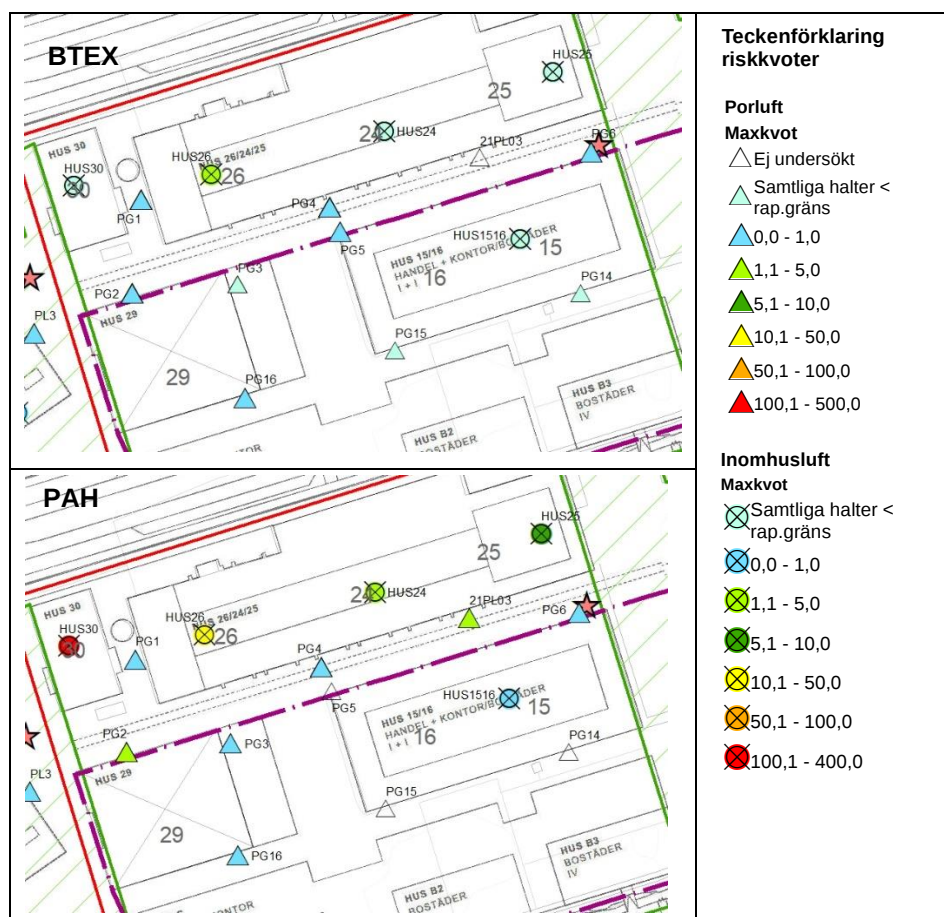 BTEX
HUS25
25
24
HUS24
21PL03
PG6
HUS 30
HUS30
30
HUS26
HUS 26/24/25
26
PG1
PG4
PG5
HUS1516
15
HUS 15/16
HANDEL + KONTOR/BOSTÄDER
I + I
16
PG3
PG14
PG2
HUS 29
PL3
PG15
29
PG16
HUS B3
BOSTÄDER
IV
HUS B2
BOSTÄDER
KONTOR
PAH
HUS25
25
24
HUS24
21PL03
PG6
HUS 30
HUS30
30
HUS26
HUS 26/24/25
26
PG1
PG4
PG5
HUS1516
15
HUS 15/16
HANDEL + KONTOR/BOSTÄDER
I + I
16
PG3
PG14
PG2
HUS 29
PL3
PG15
29
PG16
HUS B3
BOSTÄDER
IV
HUS B2
BOSTÄDER
KONTOR
Teckenförklaring
riskkvoter
Porluft
Maxkvot
Ej undersökt
Samtliga halter <
rap.gräns
0,0 - 1,0
1,1 - 5,0
5,1 - 10,0
10,1 - 50,0
50,1 - 100,0
100,1 - 500,0
Inomhusluft
Maxkvot
Samtliga halter <
rap.gräns
0,0 - 1,0
1,1 - 5,0
5,1 - 10,0
10,1 - 50,0
50,1 - 100,0
100,1 - 400,0